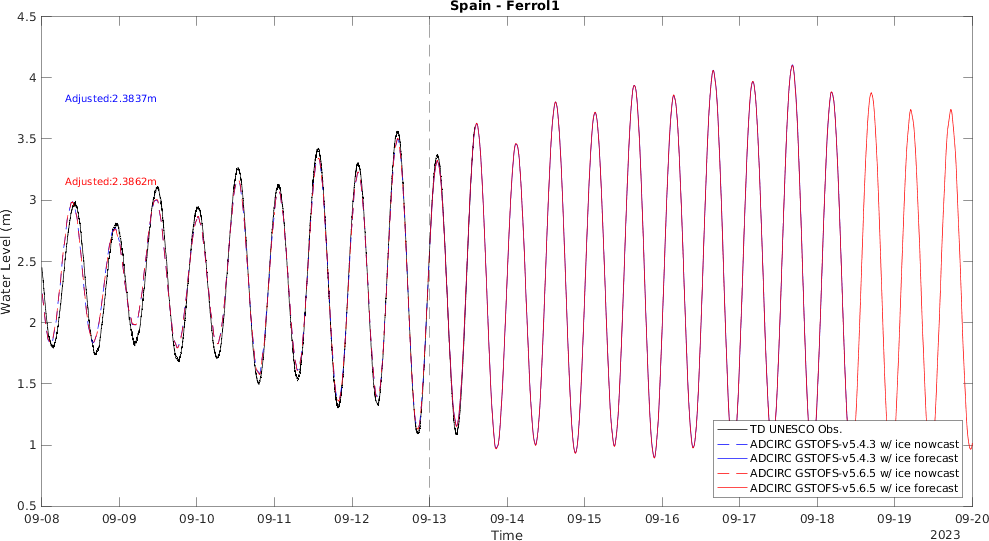 Spain - Ferrol1
4.5
4
3.5
3
2.5
2
1.5
1
0.5
Water Level (m)
Adjusted:2.3837m
Adjusted:2.3862m
TD UNESCO Obs.
ADCIRC GSTOFS-v5.4.3 w/ ice nowcast
ADCIRC GSTOFS-v5.4.3 w/ ice forecast
ADCIRC GSTOFS-v5.6.5 w/ ice nowcast
ADCIRC GSTOFS-v5.6.5 w/ ice forecast
09-08 09-09 09-10 09-11 09-12 09-13 09-14 09-15 09-16 09-17 09-18 09-19 09-20
Time
2023